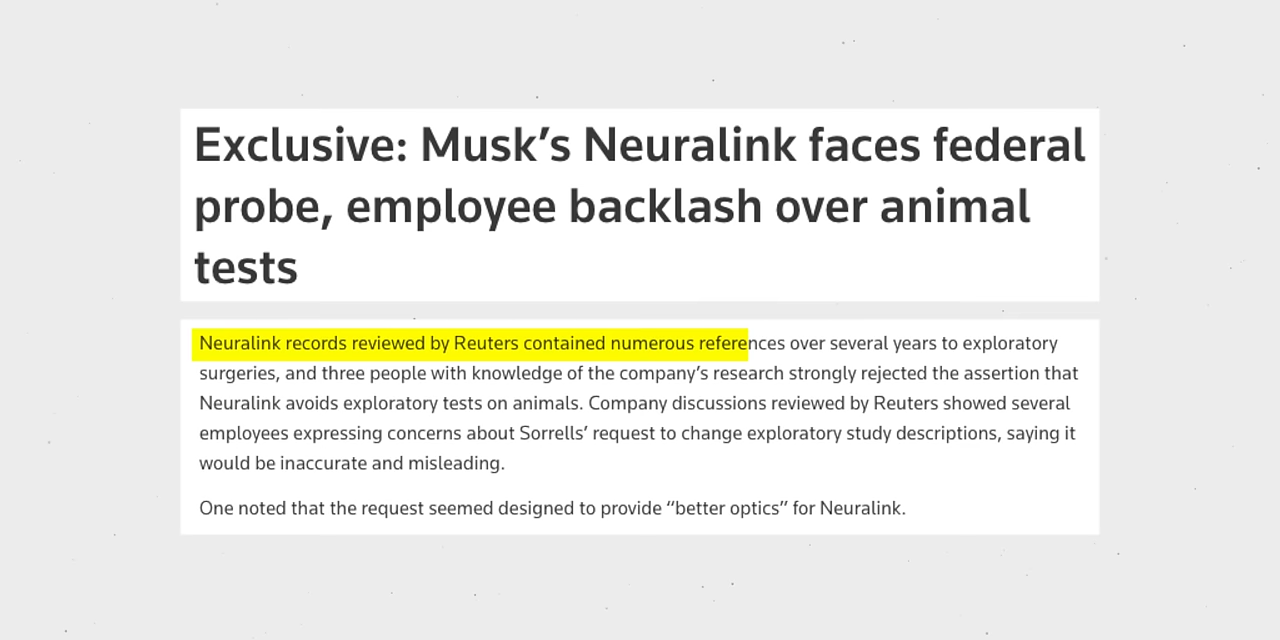 Exclusive: Musk’s Neuralink faces federal
probe, employee backlash over animal
tests
Neuralink records reviewed by Reuters contained numerous references over several years to exploratory
surgeries, and three people with knowledge of the company’s research strongly rejected the assertion that
Neuralink avoids exploratory tests on animals. Company discussions reviewed by Reuters showed several
employees expressing concerns about Sorrells’ request to change exploratory study descriptions, saying it
would be inaccurate and misleading.
One noted that the request seemed designed to provide “better optics” for Neuralink.